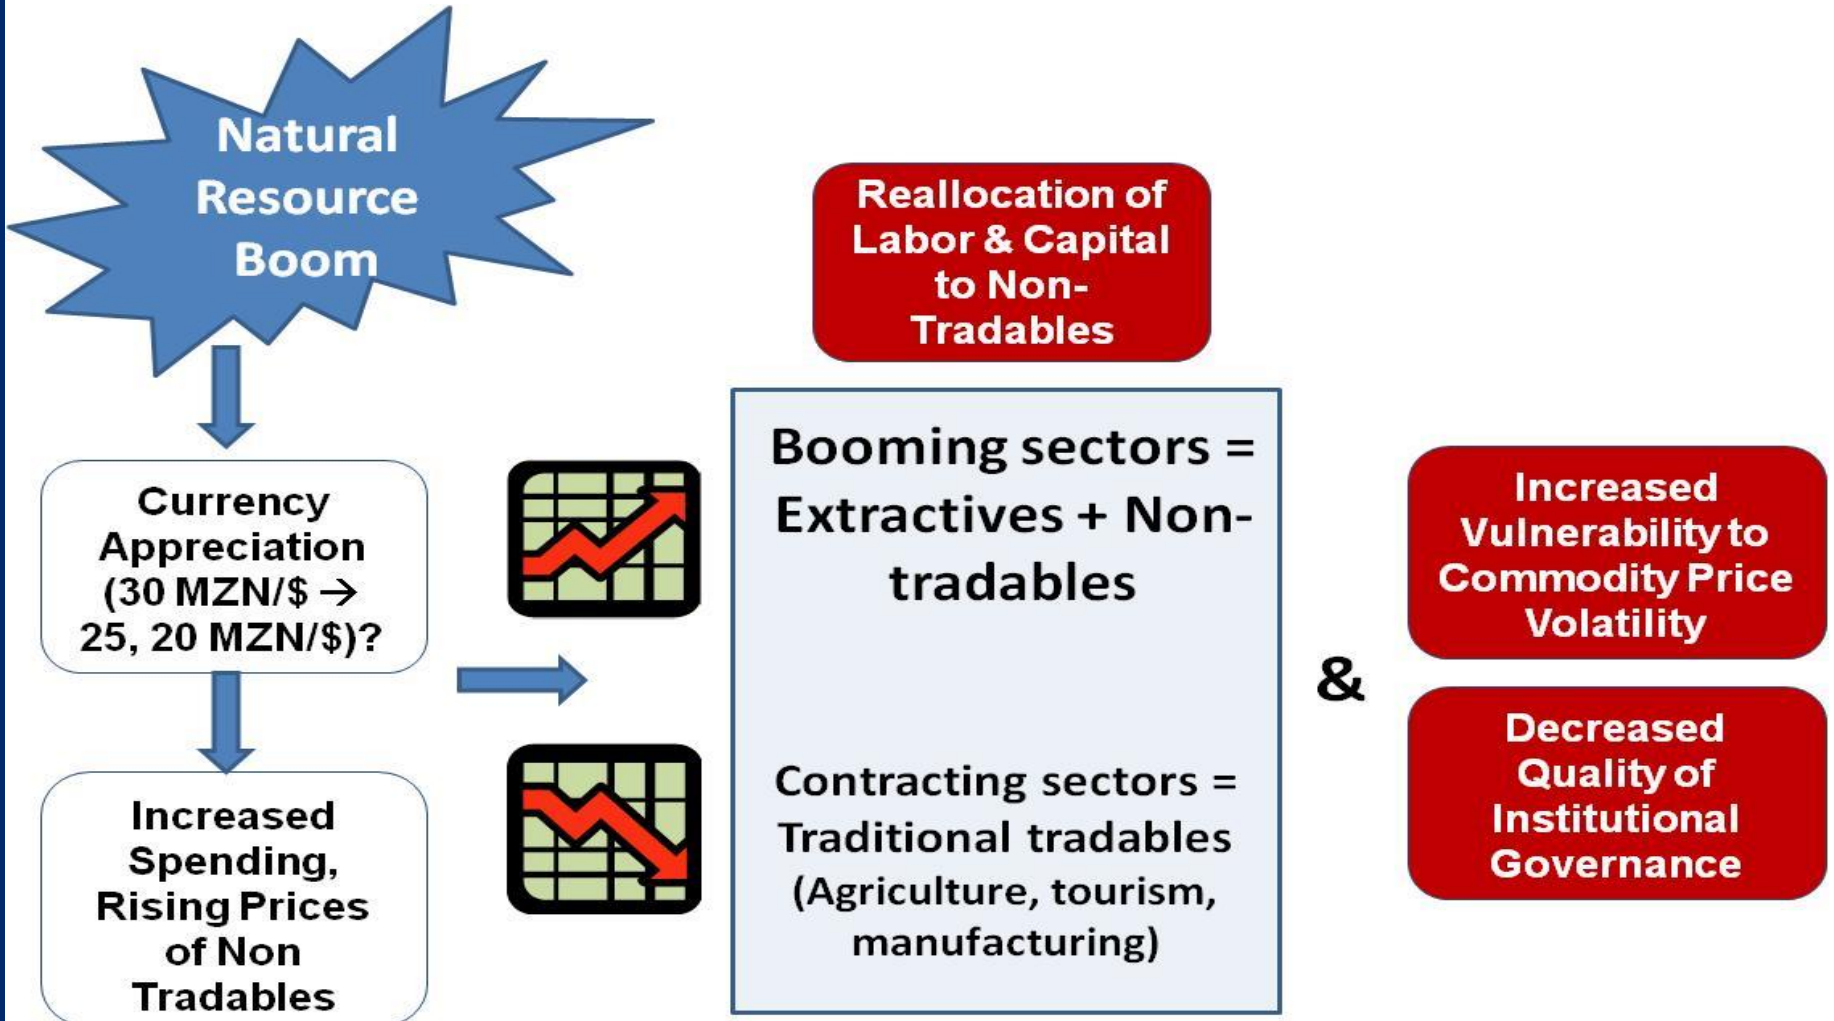 Natural
Resource
Boom
Currency
Appreciation
(30 MZN/$ →
25, 20 MZN/$)?
Increased
Spending,
Rising Prices
of Non
Tradables
Reallocation of
Labor & Capital
to Non-
Tradables
Booming sectors =
Extractives + Non-
tradables
Contracting sectors =
Traditional tradables
(Agriculture, tourism,
manufacturing)
&
Increased
Vulnerability to
Commodity Price
Volatility
Decreased
Quality of
Institutional
Governance